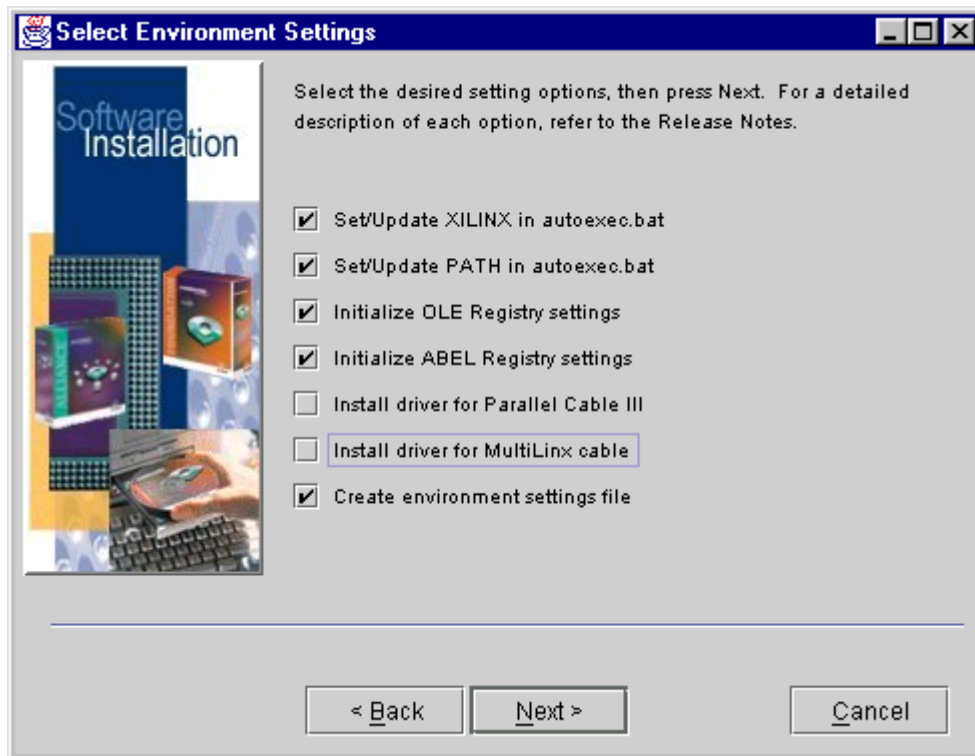 Select Environment Settings
Software
Installation
ALLIANCE
Select the desired setting options, then press Next. For a detailed
description of each option, refer to the Release Notes.
Set/Update XILINX in autoexec.bat
Set/Update PATH in autoexec.bat
Initialize OLE Registry settings
Initialize ABEL Registry settings
Install driver for Parallel Cable III
Install driver for MultiLinx cable
Create environment settings file
< Back
Next >
Cancel